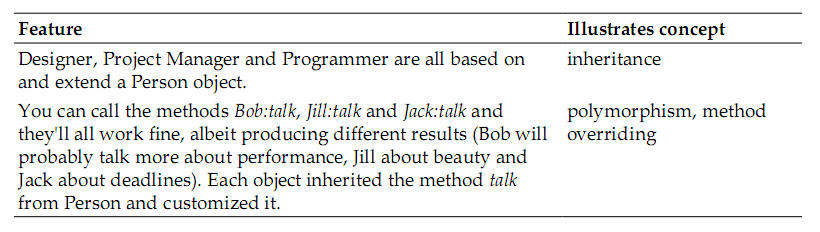 Feature Illustrates concept
Designer, Project Manager and Programmer are all based on inheritance
and extend a Person object.
You can call the methods Bob:talk, Jill:talk and Jack:talk and polymorphism, method
they'll all work fine, albeit producing different results (Bob will overriding
probably talk more about performance, Jill about beauty and
Jack about deadlines). Each object inherited the method talk
from Person and customized it.